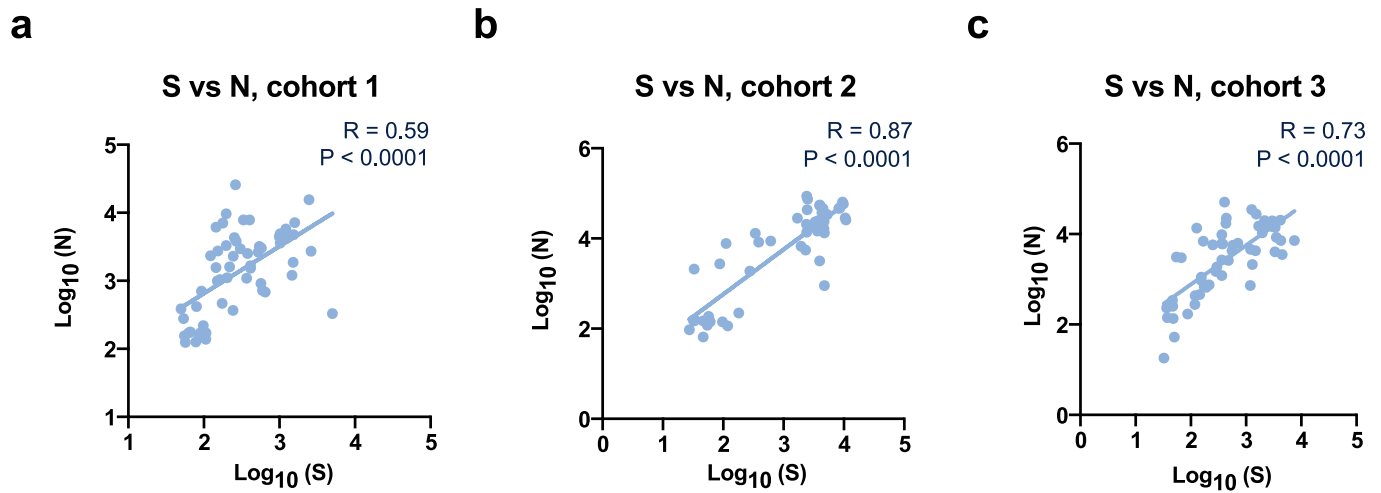 a
S vs N, cohort 1
R = 0.59
P < 0.0001
5
4
3
2
1
Log10 (N)
1 2 3 4 5
Log10 (S)
b
S vs N, cohort 2
R = 0.87
P < 0.0001
6
4
2
0
Log10 (N)
0 1 2 3 4 5
Log10 (S)
c
S vs N, cohort 3
R = 0.73
P < 0.0001
6
4
2
0
Log10 (N)
0 1 2 3 4 5
Log10 (S)